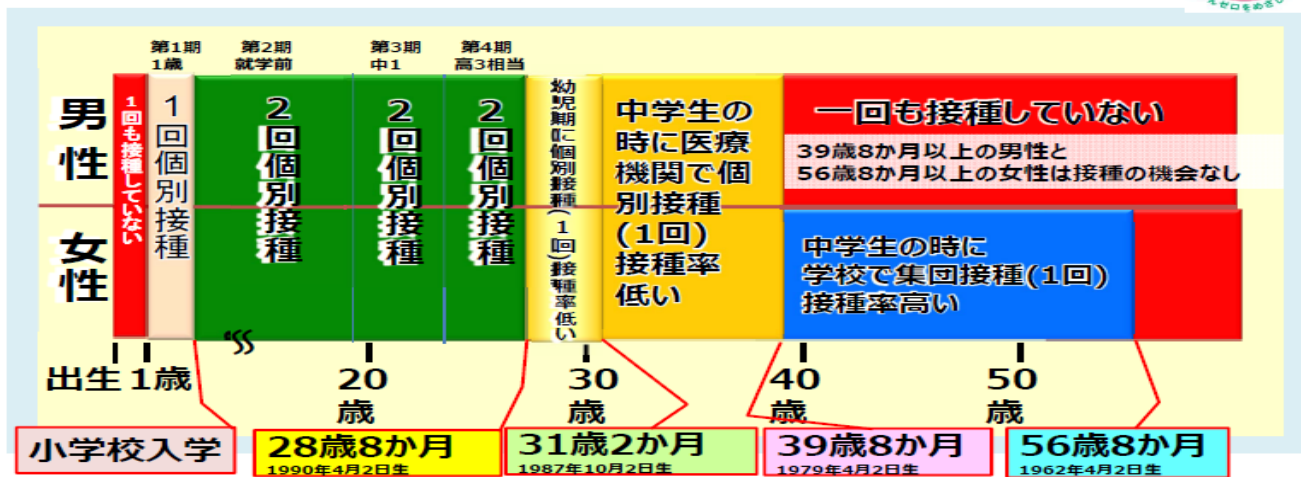 ゼロをめざし
第1期
1歳
第2期
就学前
第3期
中1
第4期
高3相当
男性
女性
1回も接種していない
1回個別接種
2回個別接種
2回個別接種
2回個別接種
幼児期に個別接種(1回)接種率低い
中学生の
時に医療
機関で個
別接種
(1回)
接種率
低い
一回も接種していない
39歳8か月以上の男性と
56歳8か月以上の女性は接種の機会なし
中学生の時に
学校で集団接種(1回)
接種率高い
出生
1歳
20
歳
30
歳
40
歳
50
歳
小学校入学
28歳8か月
1990年4月2日生
31歳2か月
1987年10月2日生
39歳8か月
1979年4月2日生
56歳8か月
1962年4月2日生